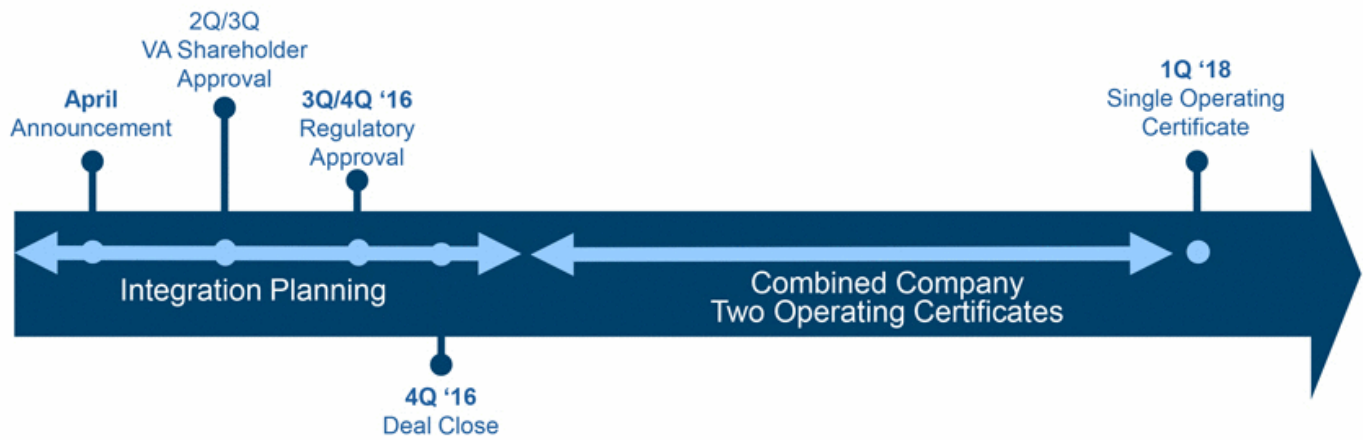 April
Announcement
2Q/3Q
VA Shareholder
Approval
3Q/4Q ‘16
Regulatory
Approval
1Q ‘18
Single Operating
Certificate
Integration Planning
Combined Company
Two Operating Certificates
4Q ‘16
Deal Close